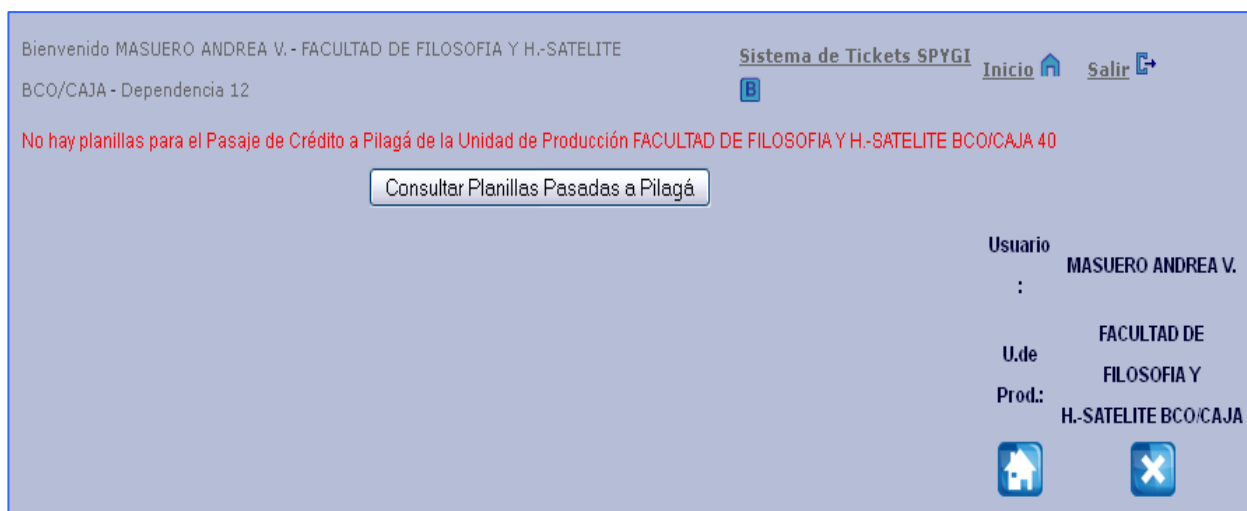 Bienvenido MASUERO ANDREA V. - FACULTAD DE FILOSOFIA Y H.-SATELITE
BCO/CAJA - Dependencia 12
Sistema de Tickets SPYGI
B
Inicio
Salir
No hay planillas para el Pasaje de Crédito a Pilagá de la Unidad de Producción FACULTAD DE FILOSOFIA Y H.-SATELITE BCO/CAJA 40
Consultar Planillas Pasadas a Pilagá
Usuario
:
MASUERO ANDREA V.
U.de
Prod.:
FACULTAD DE
FILOSOFIA Y
H.-SATELITE BCO/CAJA